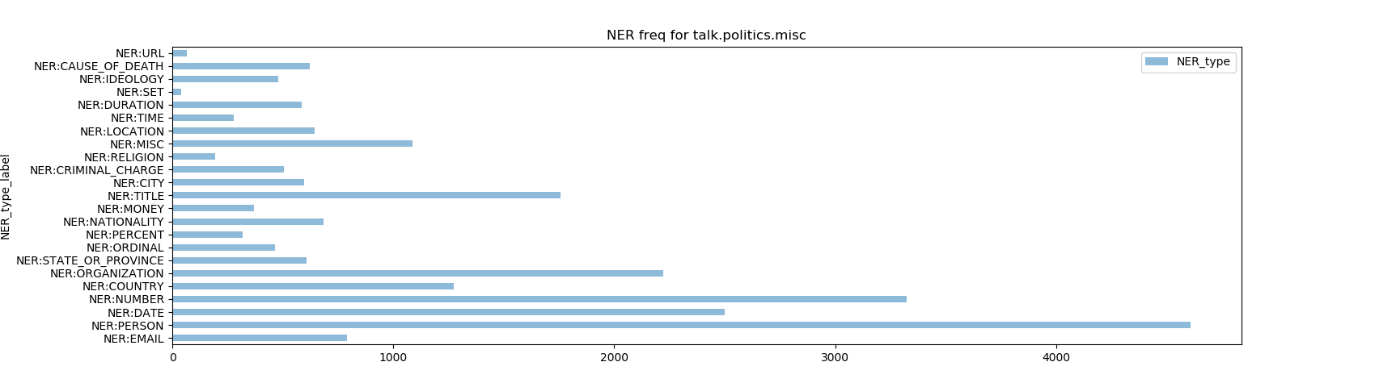 NER freq for talk.politics.misc
NER_type
NER_type_label
NER:URL
NER:CAUSE_OF_DEATH
NER:IDEOLOGY
NER:SET
NER:DURATION
NER:TIME
NER:LOCATION
NER:MISC
NER:RELIGION
NER:CRIMINAL_CHARGE
NER:CITY
NER:TITLE
NER:MONEY
NER:NATIONALITY
NER:PERCENT
NER:ORDINAL
NER:STATE_OR_PROVINCE
NER:ORGANIZATION
NER:COUNTRY
NER:NUMBER
NER:DATE
NER:PERSON
NER:EMAIL
0 1000 2000 3000 4000